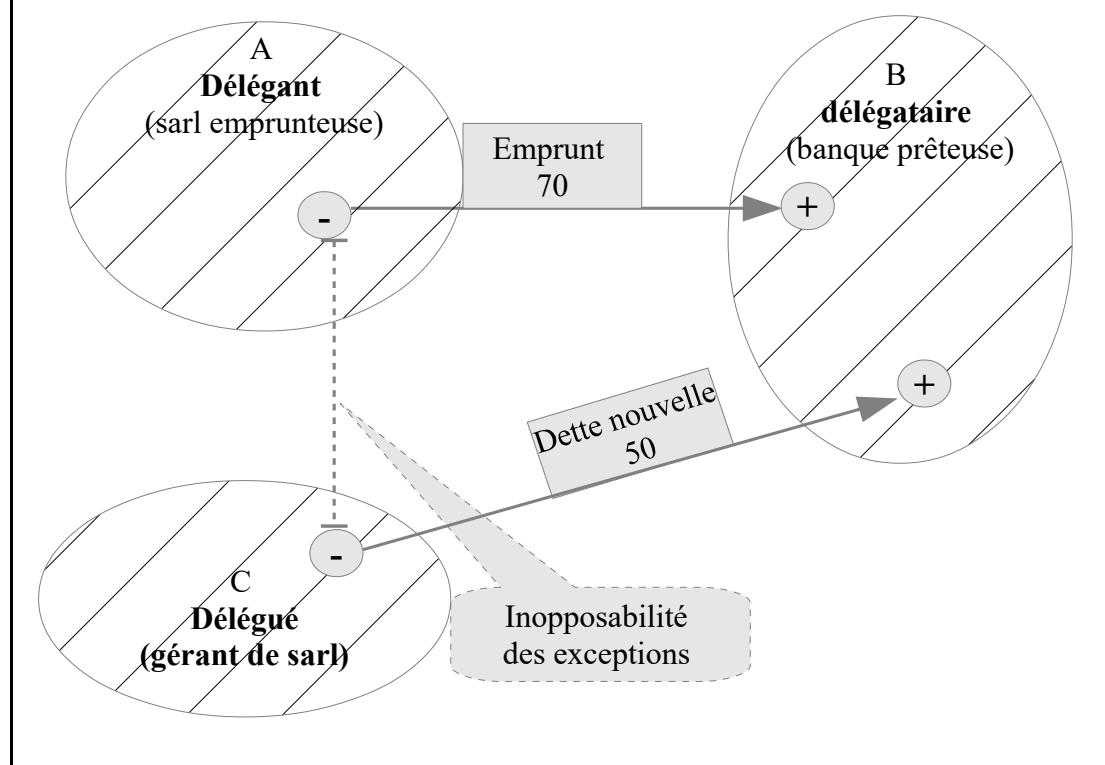 A
Délégant
(sarl emprunteuse)
B
délégataire
(banque prêteuse)
Emprunt
70
-
+
+
Dette nouvelle
50
-
C
Délégué
(gérant de sarl)
Inopposabilité
des exceptions